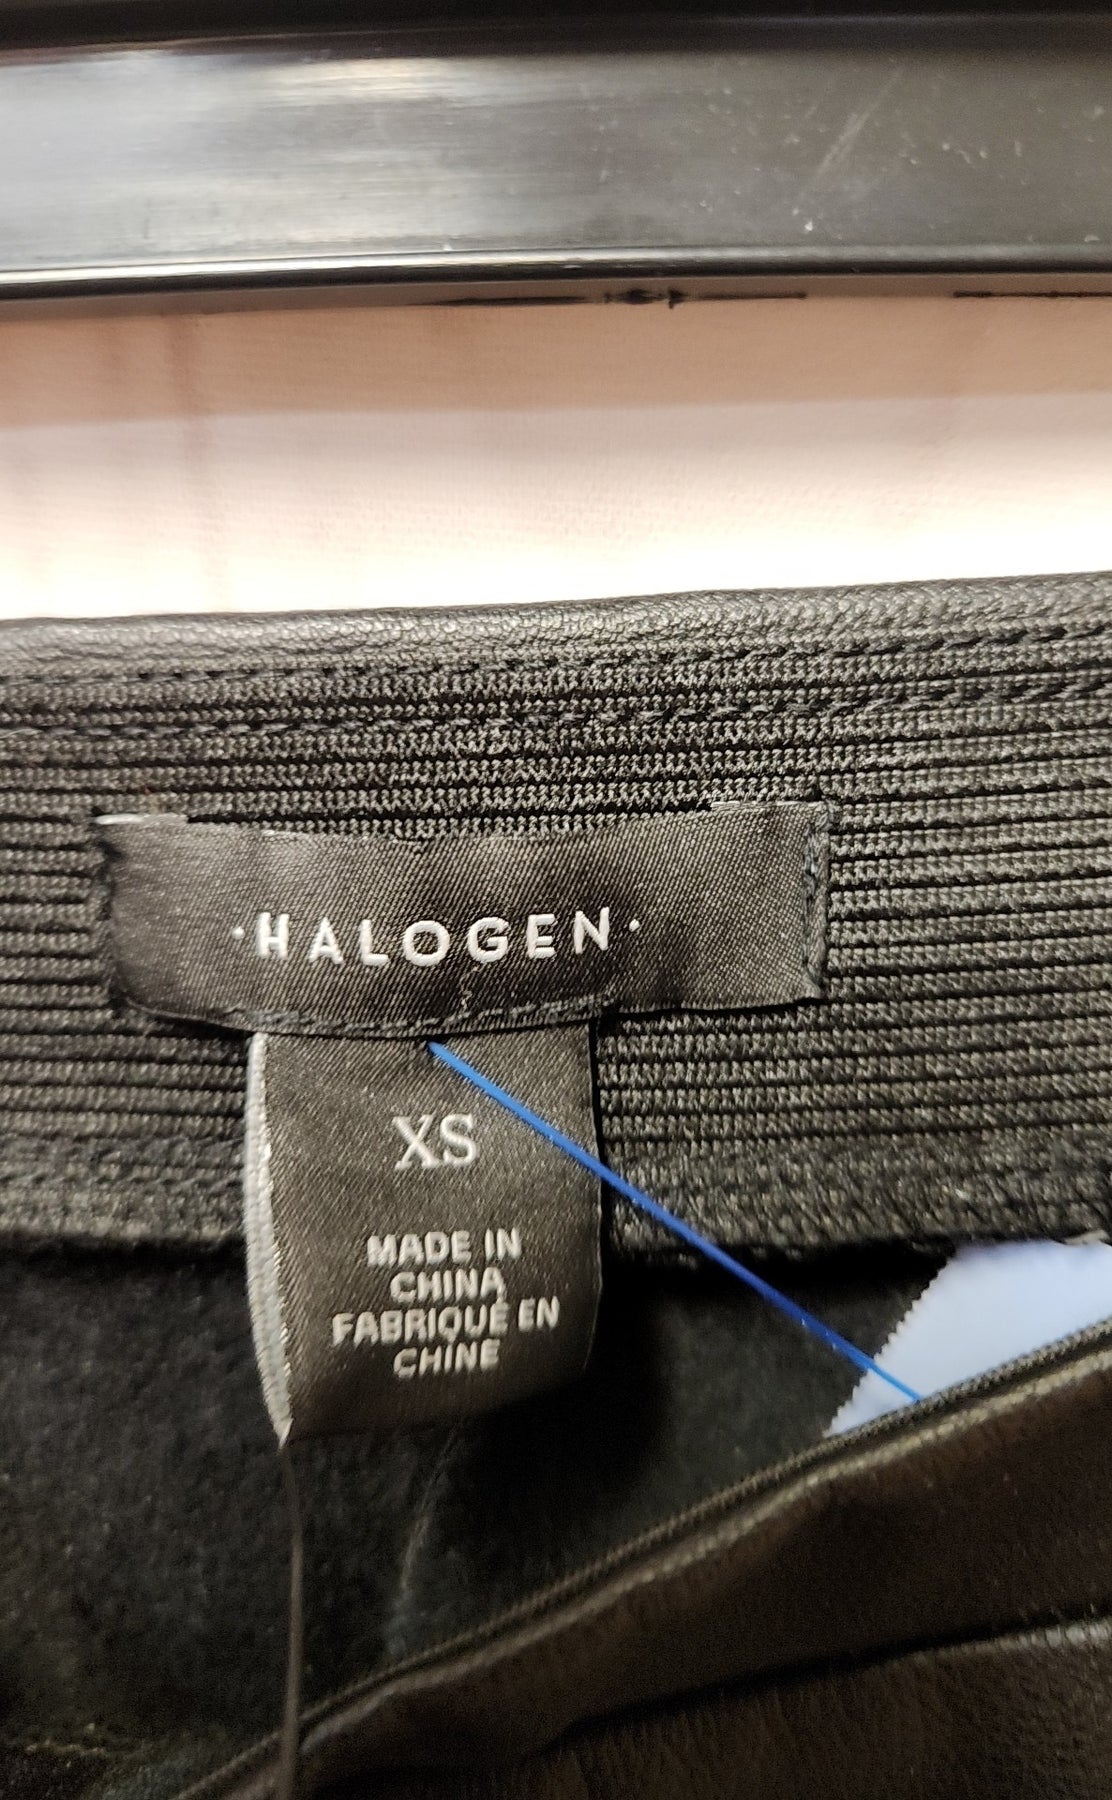 ·HALOGEN·
XS
MADE IN
CHINA
FABRIQUÉ EN
CHINE